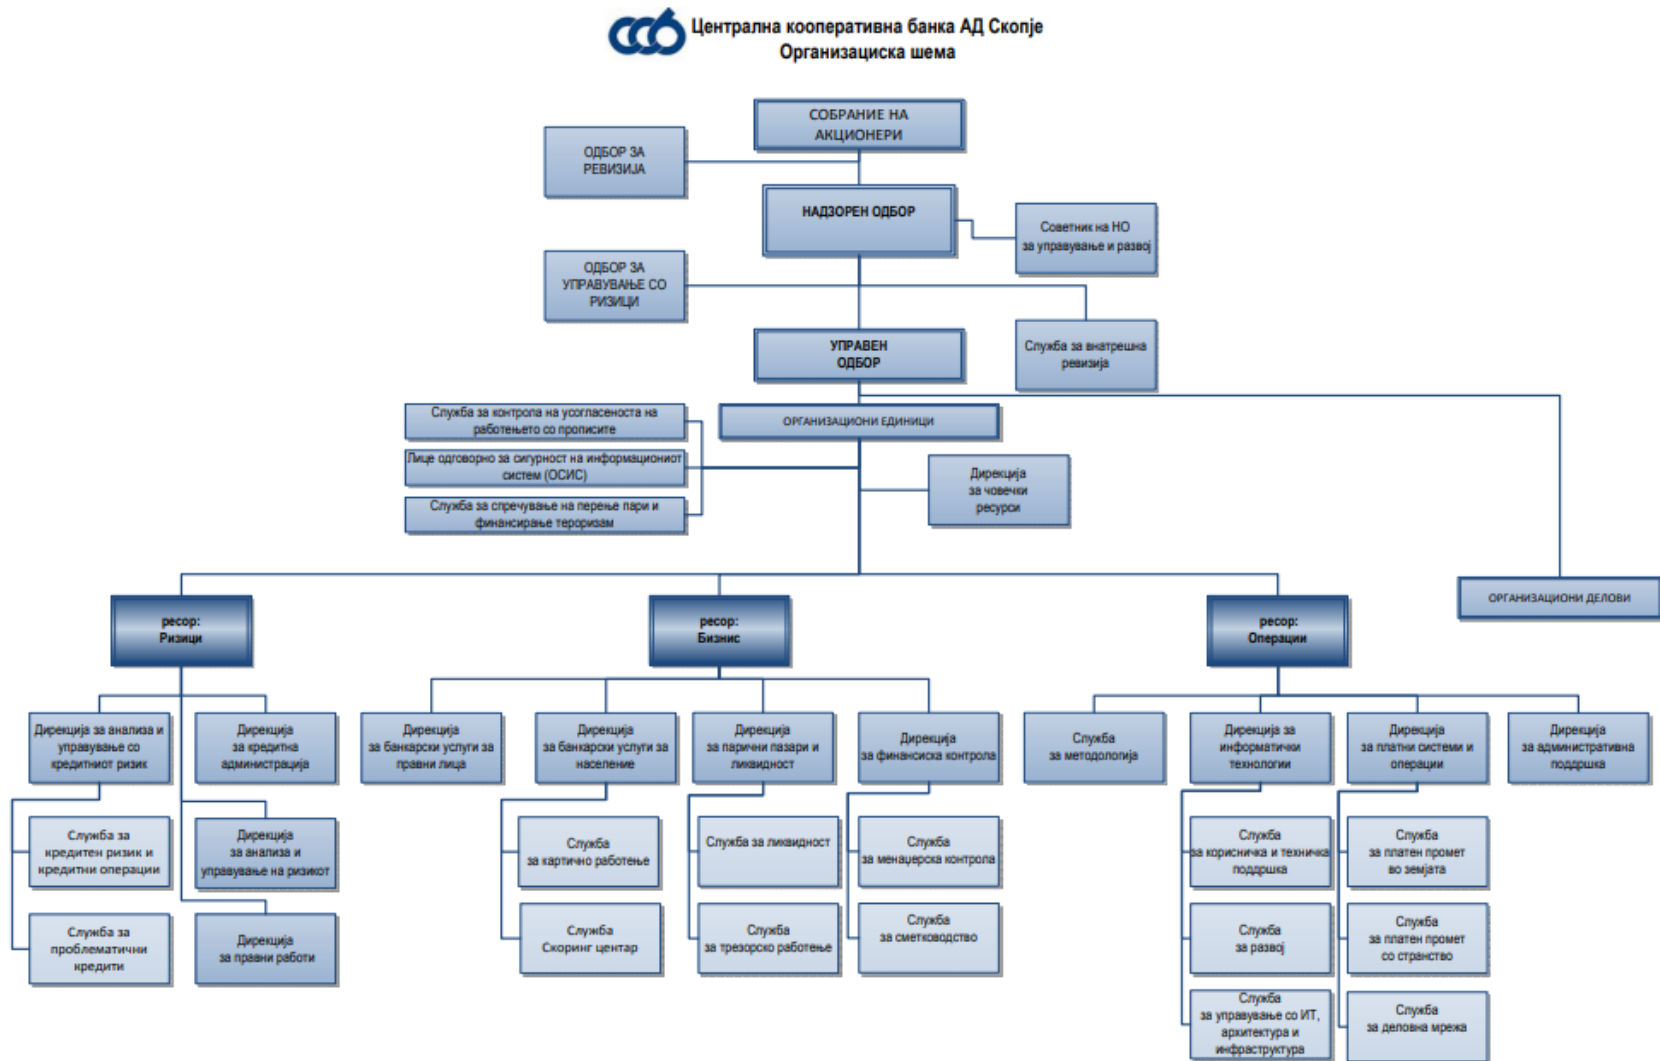 ссб Централна кооперативна банка АД Скопје
Организациска шема
СОБРАНИЕ НА
АКЦИОНЕРИ
ОДБОР ЗА
РЕВИЗИЈА
НАДЗОРЕН ОДБОР
Советник на НО
за управување и развој
ОДБОР ЗА
УПРАВУВАЊЕ СО
РИЗИЦИ
УПРАВЕН
ОДБОР
Служба за внатрешна
ревизија
Служба за контрола на усогласеноста на
работењето со прописите
ОРГАНИЗАЦИОНИ ЕДИНИЦИ
Лице одговорно за сигурност на информациониот
систем (ОСИС)
Дирекција
за човечки
ресурси
Служба за спречување на перење пари и
финансирање тероризам
ресор:
Ризици
ресор:
Бизнис
ресор:
Операции
ОРГАНИЗАЦИОНИ ДЕЛОВИ
Дирекција за анализа и
управување со
кредитниот ризик
Дирекција
за кредитна
администрација
Дирекција
за банкарски услуги за
правни лица
Дирекција
за банкарски услуги за
население
Дирекција
за парични пазари и
ликвидност
Дирекција
за финансиска контрола
Служба
за методологија
Дирекција за
информатички
технологии
Дирекција
за платни системи и
операции
Дирекција
за административна
поддршка
Служба за
кредитен ризик и
кредитни операции
Дирекција
за анализа и
управување на ризикот
Служба
за картично работење
Служба за ликвидност
Служба
за менаџерска контрола
Служба
за корисничка и техничка
поддршка
Служба
за платен промет
во земјата
Служба за
проблематични
кредити
Дирекција
за правни работи
Служба
Скоринг центар
Служба
за трезорско работење
Служба
за сметководство
Служба
за развој
Служба
за платен промет
со странство
Служба
за управување со ИТ,
архитектура и
инфраструктура
Служба
за деловна мрежа